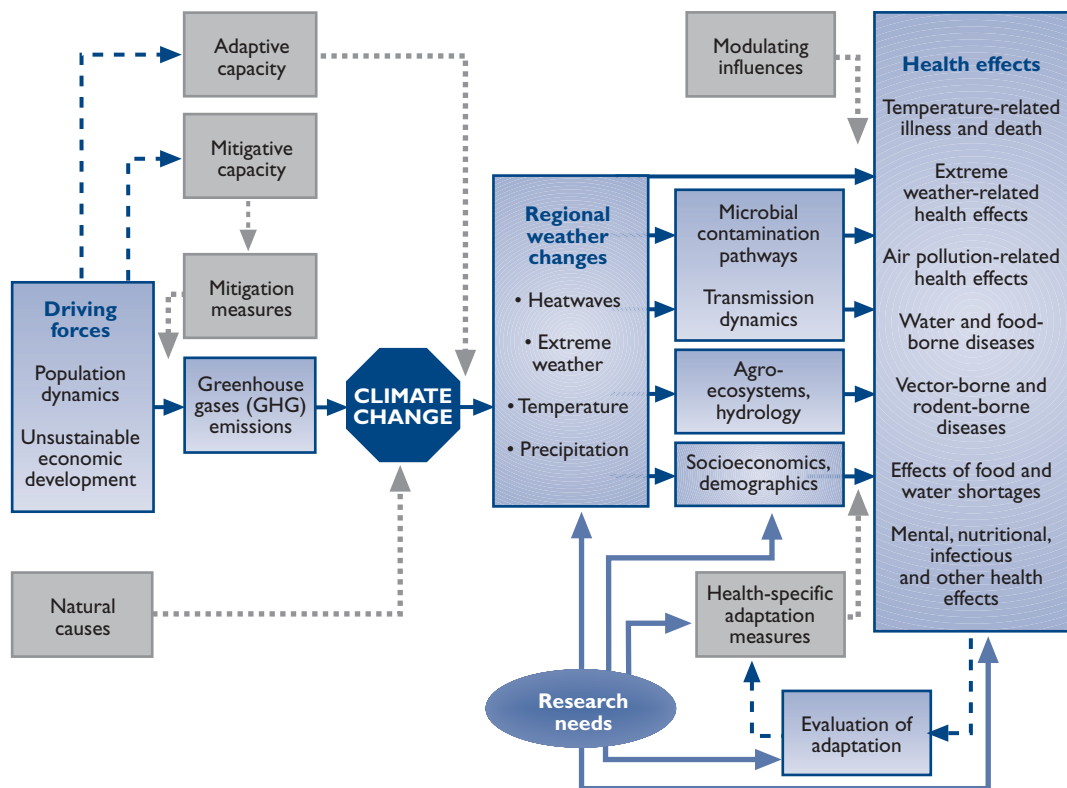 Adaptive
capacity
Modulating
influences
Health effects
Temperature-related
illness and death
Extreme
weather-related
health effects
Air pollution-related
health effects
Water and food-
borne diseases
Vector-borne and
rodent-borne
diseases
Effects of food and
water shortages
Mental, nutritional,
infectious
and other health
effects
Mitigative
capacity
Mitigation
measures
Driving
forces
Population
dynamics
Unsustainable
economic
development
Greenhouse
gases (GHG)
emissions
CLIMATE
CHANGE
Regional
weather
changes
• Heatwaves
• Extreme
weather
• Temperature
• Precipitation
Microbial
contamination
pathways
Transmission
dynamics
Agro-
ecosystems,
hydrology
Socioeconomics,
demographics
Natural
causes
Health-specific
adaptation
measures
Research
needs
Evaluation of
adaptation